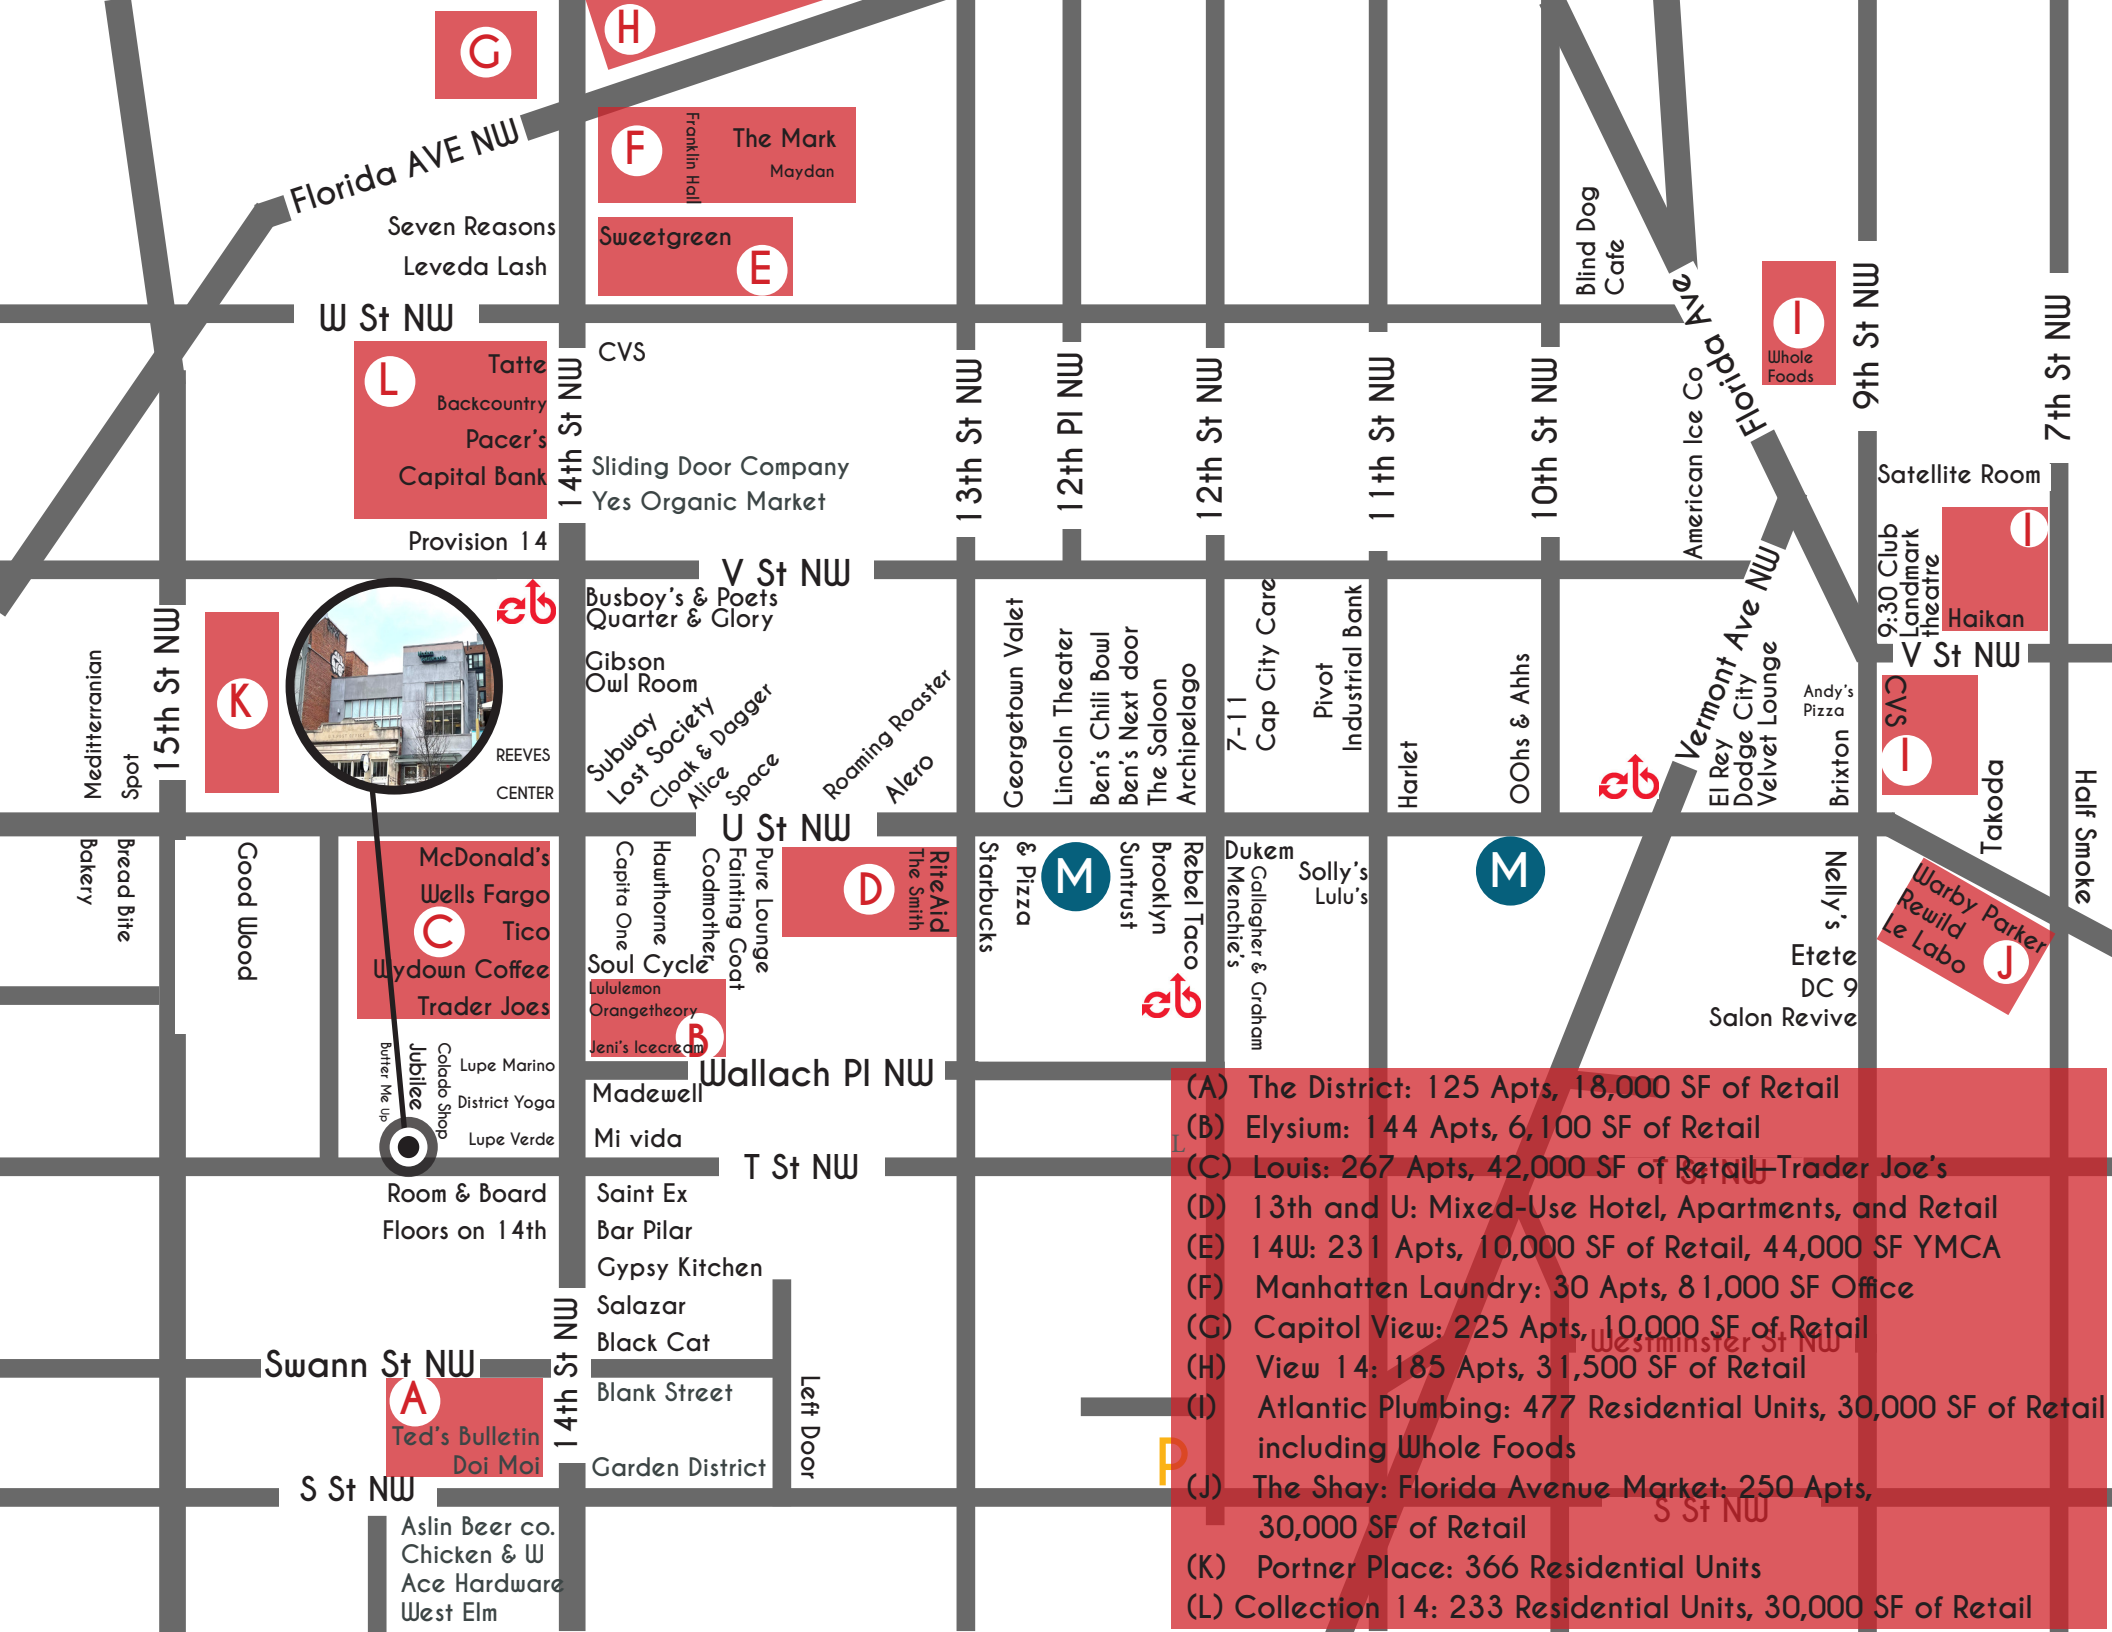 G
H
Florida AVE NW
F
Franklin Hall
The Mark
Maydan
Seven Reasons
Leveda Lash
Sweetgreen
E
Blind Dog
Cafe
W St NW
Florida Ave
I
Whole
Foods
9th St NW
7th St NW
L
Tatte
Backcountry
Pacer's
Capital Bank
14th St NW
CVS
Sliding Door Company
Yes Organic Market
13th St NW
12th Pl NW
12th St NW
11th St NW
10th St NW
American Ice Co
Satellite Room
Provision 14
V St NW
9:30 Club
Landmark
theatre
I
Haikan
V St NW
Busboy's & Poets
Quarter & Glory
Gibson
Owl Room
Subway
Lost Society
Cloak & Dagger
Alice
Space
Roaming Roaster
Alero
Georgetown Valet
Lincoln Theater
Ben's Chili Bowl
Ben's Next door
The Saloon
Archipelago
7-11
Cap City Care
Pivot
Industrial Bank
Harlet
OOhs & Ahhs
Vermont Ave NW
El Rey
Dodge City
Velvet Lounge
Andy's
Pizza
Brixton
CVS
I
Takoda
Half Smoke
Meditterranian
Spot
15th St NW
K
REEVES
CENTER
U St NW
Bakery
Bread Bite
Good Wood
McDonald's
Wells Fargo
C
Tico
Wydown Coffee
Trader Joes
Capita One
Hawthorne
Codmother
Fainting Goat
Pure Lounge
D
RiteAid
The Smith
Starbucks
& Pizza
M
Suntrust
Brooklyn
Rebel Taco
Dukem
Menchie's
Gallagher & Graham
Solly's
Lulu's
M
Nelly's
Etete
DC 9
Salon Revive
Warby Parker
Rewild
Le Labo
J
Soul Cycle
Lululemon
Orangetheory
B
Jeni's Icecream
Wallach Pl NW
Butter Me Up
Jubilee
Colado Shop
Lupe Marino
District Yoga
Lupe Verde
Madewell
Mi vida
T St NW
T St NW
L
Room & Board
Floors on 14th
Saint Ex
Bar Pilar
Gypsy Kitchen
Salazar
Black Cat
14th St NW
Swann St NW
A
Ted's Bulletin
Doi Moi
Blank Street
Garden District
Left Door
P
S St NW
Westminster St NW
S St NW
Aslin Beer co.
Chicken & W
Ace Hardware
West Elm
(A) The District: 125 Apts, 18,000 SF of Retail
(B) Elysium: 144 Apts, 6,100 SF of Retail
(C) Louis: 267 Apts, 42,000 SF of Retail—Trader Joe's
(D) 13th and U: Mixed-Use Hotel, Apartments, and Retail
(E) 14W: 231 Apts, 10,000 SF of Retail, 44,000 SF YMCA
(F) Manhatten Laundry: 30 Apts, 81,000 SF Office
(G) Capitol View: 225 Apts, 10,000 SF of Retail
(H) View 14: 185 Apts, 31,500 SF of Retail
(I) Atlantic Plumbing: 477 Residential Units, 30,000 SF of Retail
including Whole Foods
(J) The Shay: Florida Avenue Market: 250 Apts,
30,000 SF of Retail
(K) Portner Place: 366 Residential Units
(L) Collection 14: 233 Residential Units, 30,000 SF of Retail